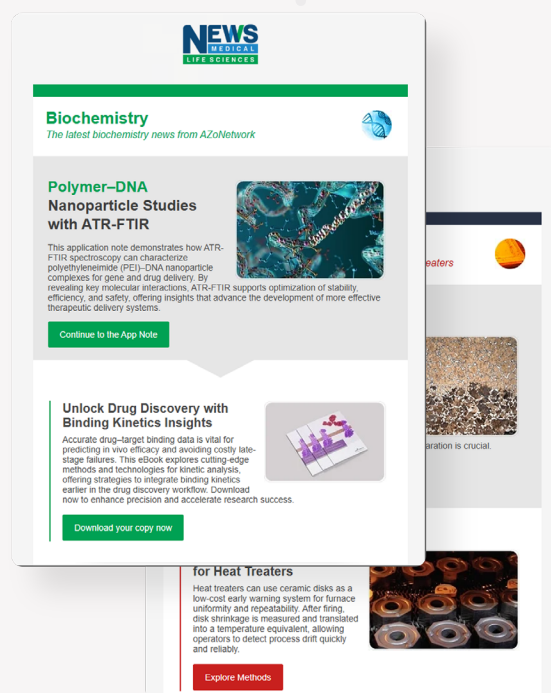 NEWS
MEDICAL
LIFE SCIENCES
Biochemistry
The latest biochemistry news from AZoNetwork
Polymer–DNA
Nanoparticle Studies
with ATR-FTIR
This application note demonstrates how ATR-
FTIR spectroscopy can characterize
polyethyleneimide (PEI)–DNA nanoparticle
complexes for gene and drug delivery. By
revealing key molecular interactions, ATR-FTIR supports optimization of stability,
efficiency, and safety, offering insights that advance the development of more effective
therapeutic delivery systems.
Continue to the App Note
Unlock Drug Discovery with
Binding Kinetics Insights
Accurate drug–target binding data is vital for
predicting in vivo efficacy and avoiding costly late-
stage failures. This eBook explores cutting-edge
methods and technologies for kinetic analysis,
offering strategies to integrate binding kinetics
earlier in the drug discovery workflow. Download
now to enhance precision and accelerate research success.
Download your copy now
eaters
aration is crucial.
for Heat Treaters
Heat treaters can use ceramic disks as a
low-cost early warning system for furnace
uniformity and repeatability. After firing,
disk shrinkage is measured and translated
into a temperature equivalent, allowing
operators to detect process drift quickly
and reliably.
Explore Methods